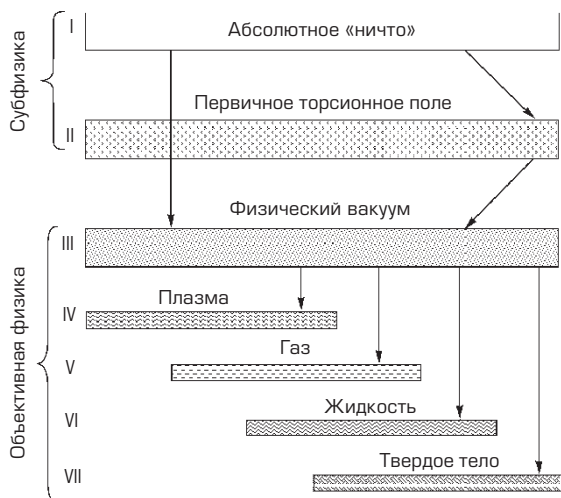 Субфизика
I
Абсолютное «ничто»
II
Первичное торсионное поле
Объективная физика
Физический вакуум
III
IV
Плазма
V
Газ
VI
Жидкость
VII
Твердое тело